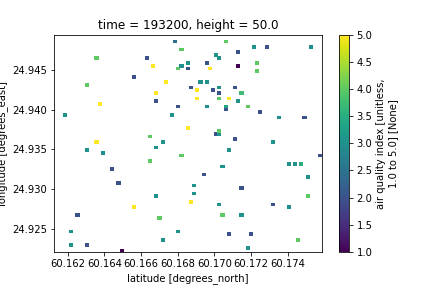 time = 193200, height = 50.0
longitude [degrees_east]
24.945
24.940
24.935
24.930
24.925
60.162 60.164 60.166 60.168 60.170 60.172 60.174
latitude [degrees_north]
5.0
4.5
4.0
3.5
3.0
2.5
2.0
1.5
1.0
air quality index [unitless,
1.0 to 5.0] [None]